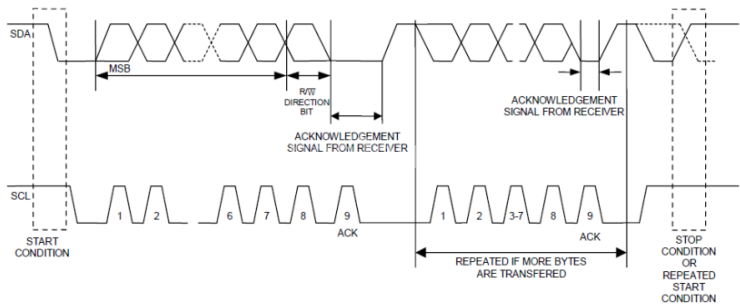 SDA
MSB
R/W
DIRECTION
BIT
ACKNOWLEDGEMENT
SIGNAL FROM RECEIVER
ACKNOWLEDGEMENT
SIGNAL FROM RECEIVER
SCL
1 2 6 7 8 9 1 2 3-7 8 9
ACK ACK
START
CONDITION
REPEATED IF MORE BYTES
ARE TRANSFERED
STOP
CONDITION
OR
REPEATED
START
CONDITION